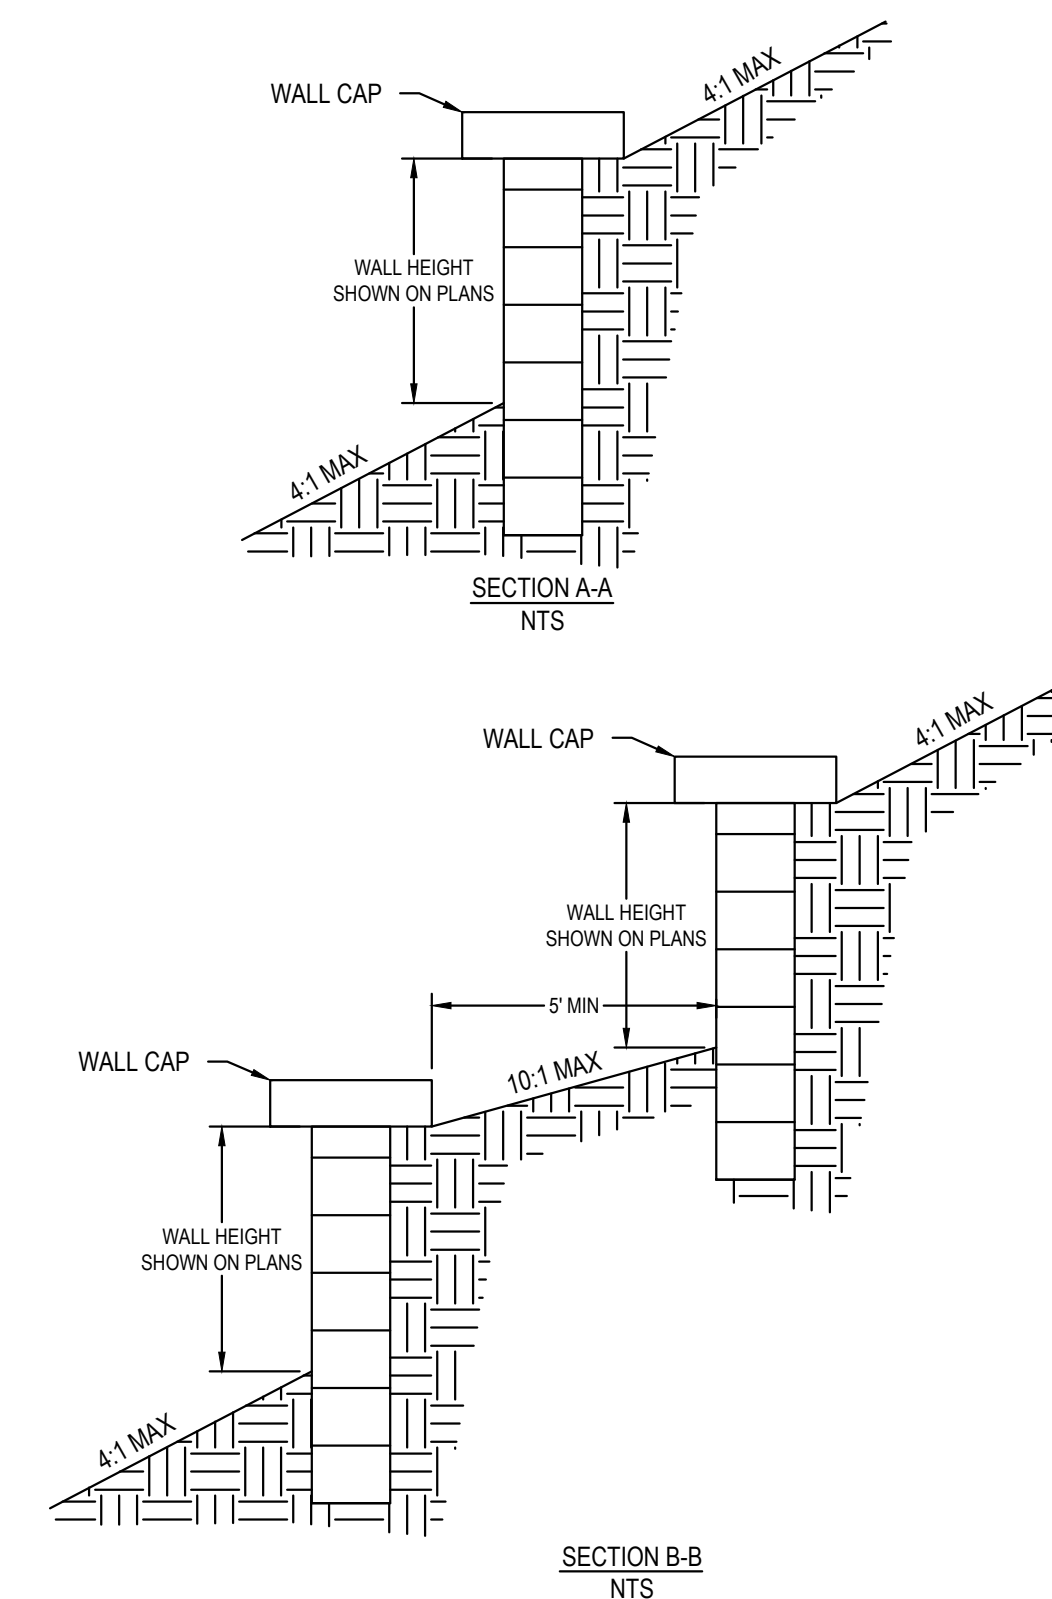 4:1 MAX
WALL CAP
WALL HEIGHT
SHOWN ON PLANS
4:1 MAX
SECTION A-A
NTS
4:1 MAX
WALL CAP
WALL HEIGHT
SHOWN ON PLANS
5' MIN
WALL CAP
10:1 MAX
WALL HEIGHT
SHOWN ON PLANS
4:1 MAX
SECTION B-B
NTS